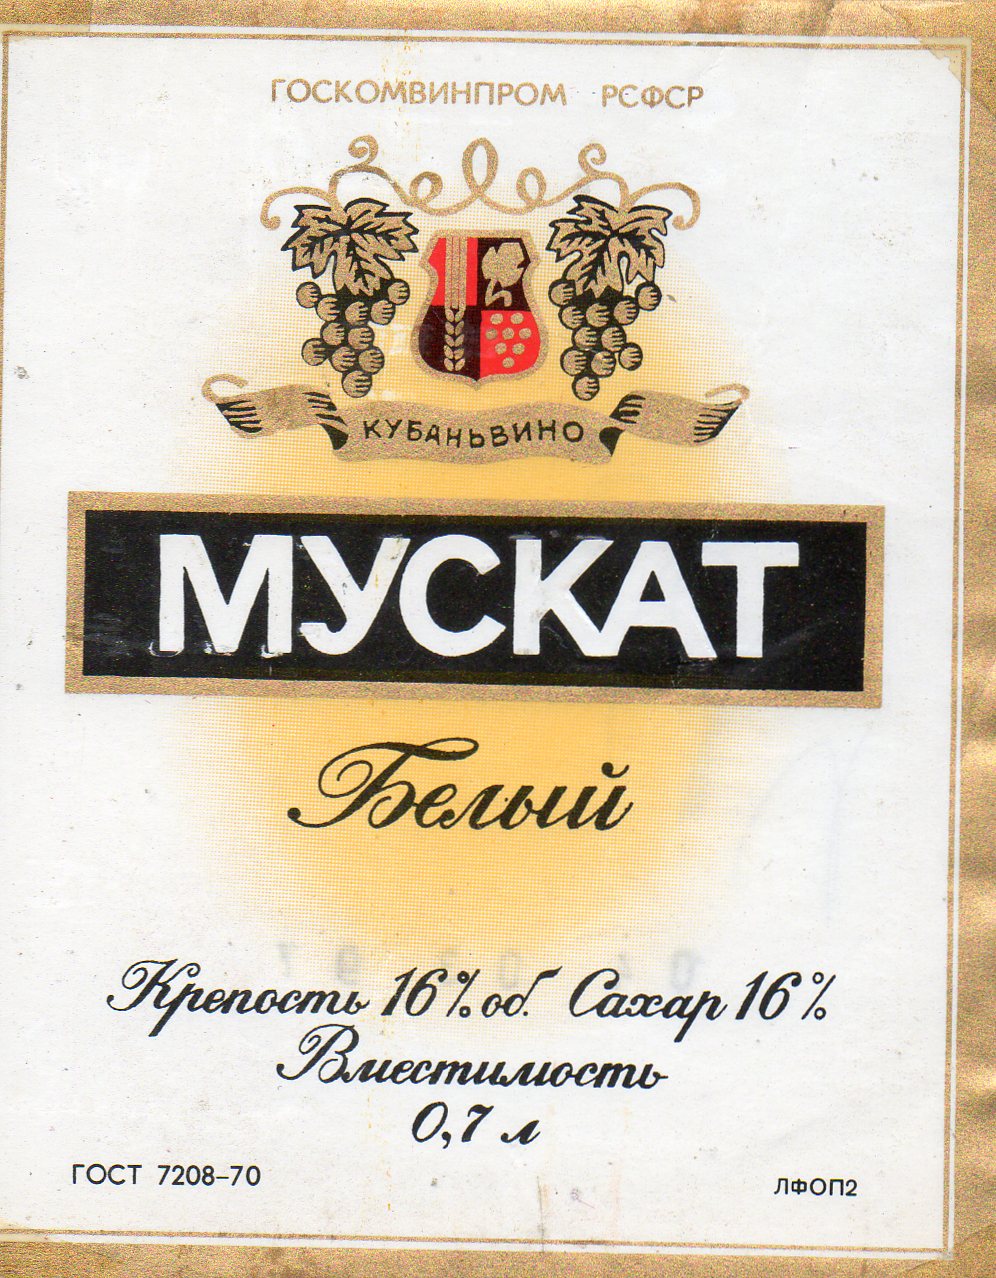 ГОСКОМВИНПРОМ РСФСР
КУБАНЬВИНО
МУСКАТ
Белый
Крепость 16% об. Сахар 16%
Вместимость
0,7 л
ГОСТ 7208-70
ЛФОП2